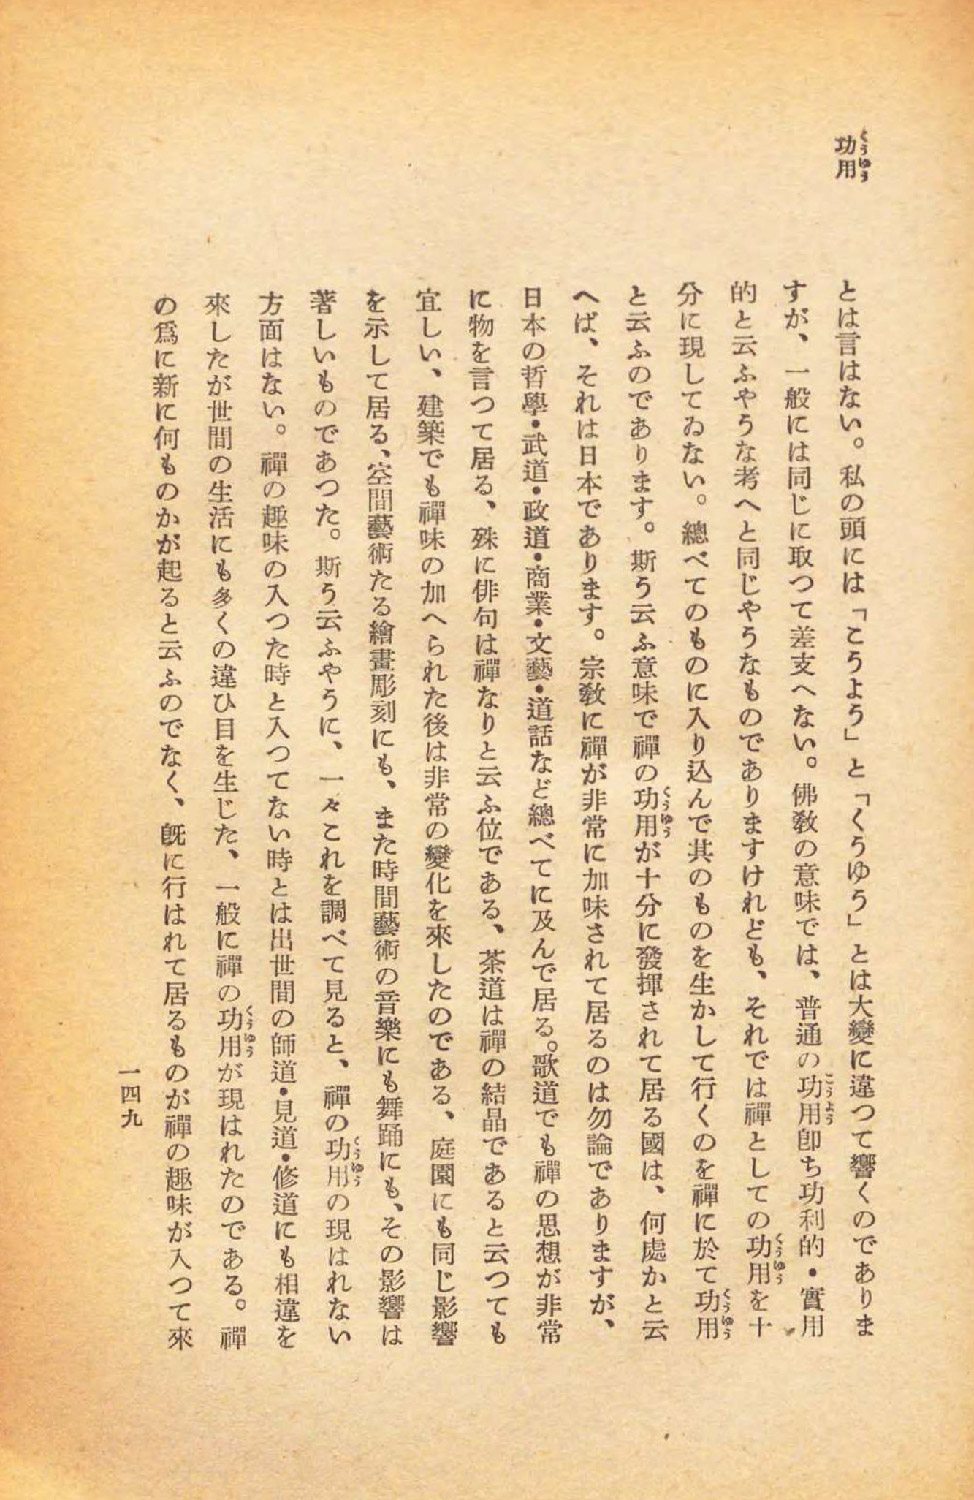 功用
とは言はない。私の頭には「こうよう」と「くうゆう」とは大變に違つて響くのでありま
すが、一般には同じに取つて差支へない。佛敎の意味では、普通の功用卽ち功利的・實用
的と云ふやうな考へと同じやうなものでありますけれども、それでは禪としての功用を十
分に現してゐない。總べてのものに入り込んで其のものを生かして行くのを禪に於て功用
と云ふのであります。斯う云ふ意味で禪の功用が十分に發揮されて居る國は、何處かと云
へば、それは日本であります。宗敎に禪が非常に加味されて居るのは勿論でありますが、
日本の哲學・武道・政道・商業・文藝・道話など總べてに及んで居る。歌道でも禪の思想が非常
に物を言つて居る、殊に俳句は禪なりと云ふ位である、茶道は禪の結晶であると云つても
宜しい、建築でも禪味の加へられた後は非常の變化を來したのである、庭園にも同じ影響
を示して居る、空間藝術たる繪畫彫刻にも、また時間藝術の音樂にも舞踊にも、その影響は
著しいものであつた。斯う云ふやうに、一々これを調べて見ると、禪の功用の現はれない
方面はない。禪の趣味の入つた時と入つてない時とは出世間の師道・見道・修道にも相違を
來したが世間の生活にも多くの違ひ目を生じた、一般に禪の功用が現はれたのである。禪
の爲に新に何ものかが起ると云ふのでなく、旣に行はれて居るものが禪の趣味が入つて來
一四九